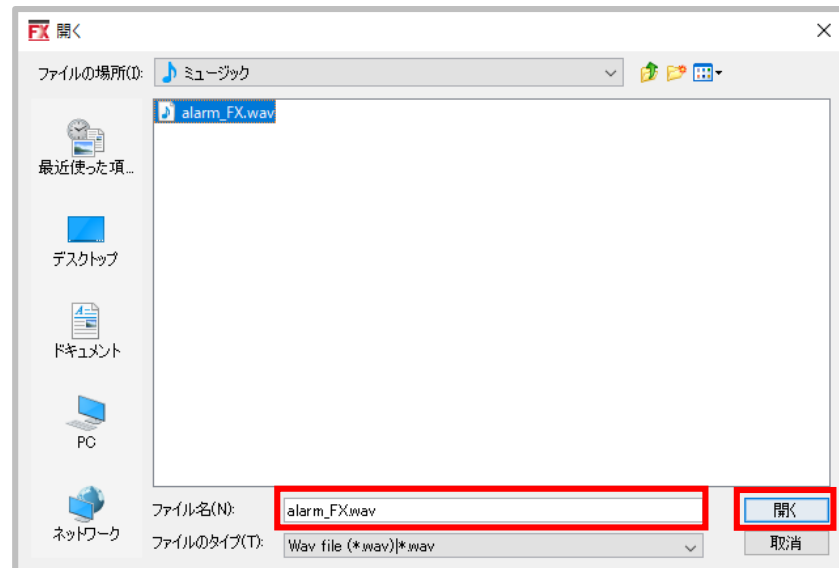 FX 開く
ファイルの場所(I): ミュージック
alarm_FX.wav
最近使った項...
デスクトップ
ドキュメント
PC
ネットワーク
ファイル名(N): alarm_FX.wav 開く
ファイルのタイプ(T): Wav file (*.wav)|*.wav 取消